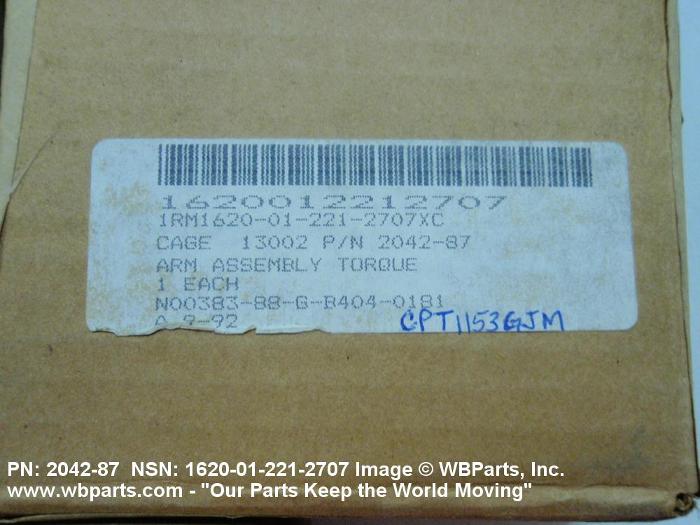 1620012212707
1RM1620-01-221-2707XC
CAGE 13002 P/N 2042-87
ARM ASSEMBLY TORQUE
1 EACH
N00383-88-G-B404-0181
A 9-92 CPT1153GJM
PN: 2042-87 NSN: 1620-01-221-2707 Image © WBParts, Inc.
www.wbparts.com - "Our Parts Keep the World Moving"